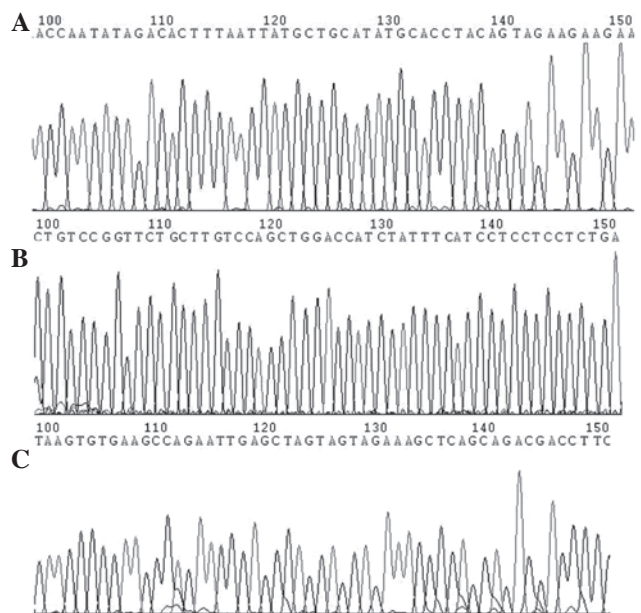 A
100 110 120 130 140 150
ACCAATATAGACACTTTAATTATGCTGCATATGCACCTACAGTAGAAGAAGAA
100 110 120 130 140 150
CTGTCCGGTTCTGCTTGTCCAGCTGGACCATCTATTTCATCCTCCTCCTCTGA
B
100 110 120 130 140 150
TAAGTGTGAAGCCAGAATTGAGCTAGTAGTAGAAAGCTCAGCAGACGACCTTC
C